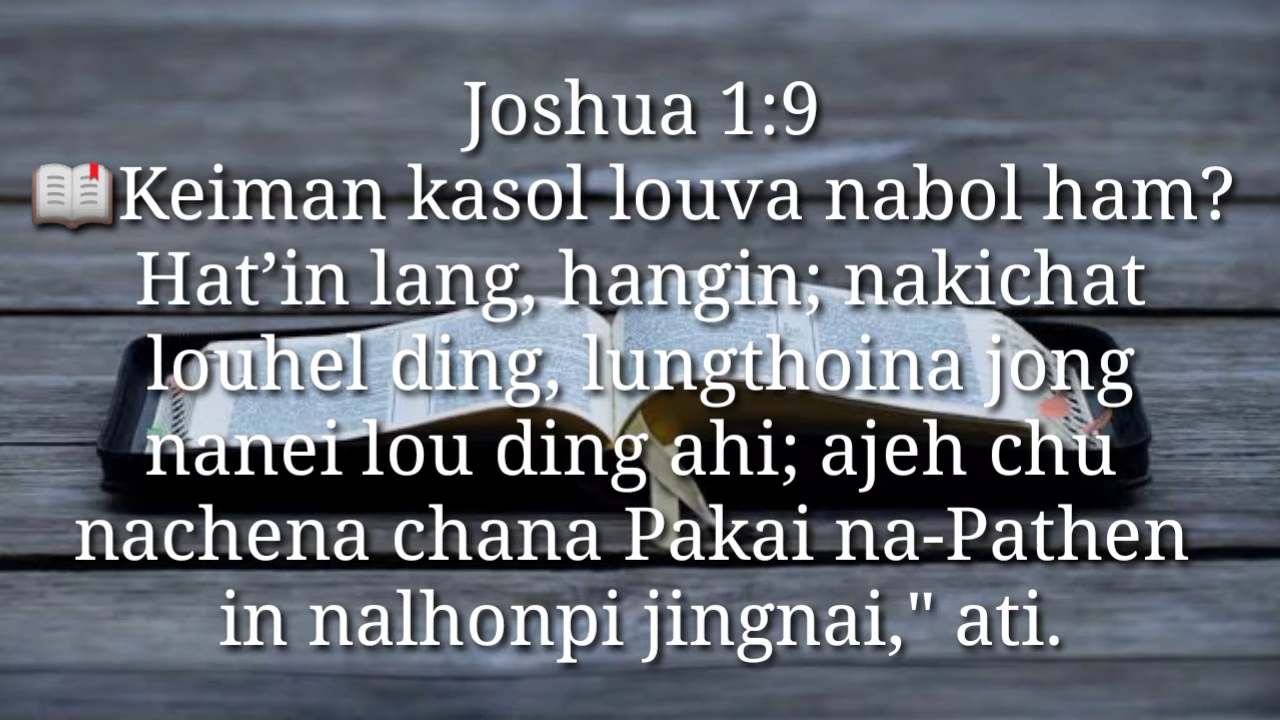 Joshua 1:9
📖Keiman kasol louva nabol ham?
Hat’in lang, hangin; nakichat
louhel ding, lungthoina jong
nanei lou ding ahi; ajeh chu
nachena chana Pakai na-Pathen
in nalhonpi jingnai," ati.